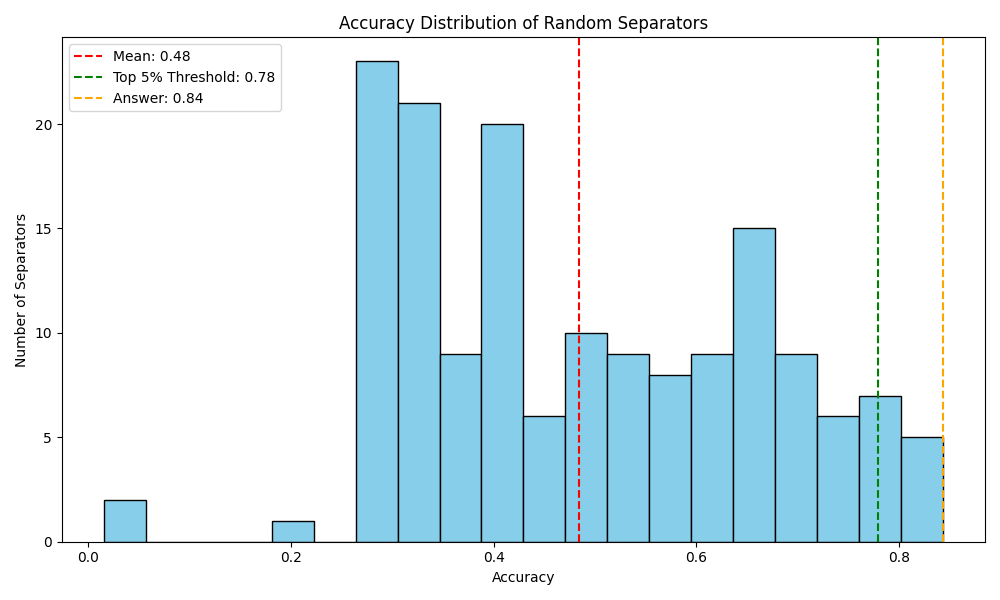 Accuracy Distribution of Random Separators
Mean: 0.48
Top 5% Threshold: 0.78
Answer: 0.84
Number of Separators
20
15
10
5
0
0.0 0.2 0.4 0.6 0.8
Accuracy